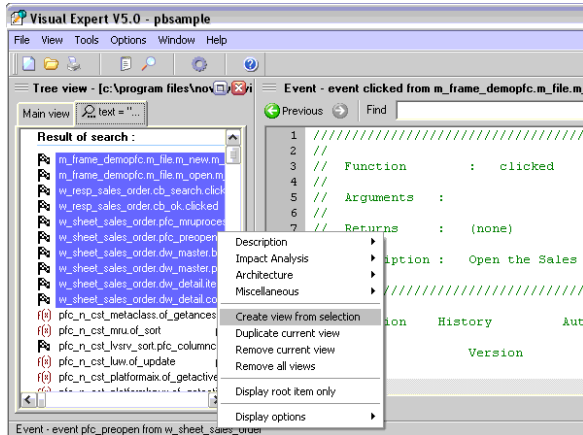 Visual Expert V5.0 - pbsample
File View Tools Options Window Help
Tree view - [c:\program files\nov
Event - event clicked from m_frame_demopfc.m_file.m_
Main view text = "...
Previous Find
Result of search :
m_frame_demopfc.m_file.m_new.m_
m_frame_demopfc.m_file.m_open.m_
w_resp_sales_order.cb_search.click
w_resp_sales_order.cb_ok.clicked
w_sheet_sales_order.pfc_mruproces
w_sheet_sales_order.pfc_preopen
w_sheet_sales_order.dw_master.b
w_sheet_sales_order.dw_master.p
w_sheet_sales_order.dw_detail.ite
w_sheet_sales_order.dw_detail.co
f(x) pfc_n_cst_metaclass.of_getances
f(x) pfc_n_cst_mru.of_sort
pfc_n_cst_lvsrv_sort.pfc_columnc
f(x) pfc_n_cst_luw.of_update
f(x) pfc_n_cst_platformaix.of_getactive
1 ////////////////////////////////////
2 //
3 // Function : clicked
4 //
5 // Arguments :
6 //
7 // Returns : (none)
iption : Open the Sales
////////////////////////
ion History Aut
Version
Description
Impact Analysis
Architecture
Miscellaneous
Create view from selection
Duplicate current view
Remove current view
Remove all views
Display root item only
Display options
Event - event pfc_preopen from w_sheet_sales_order